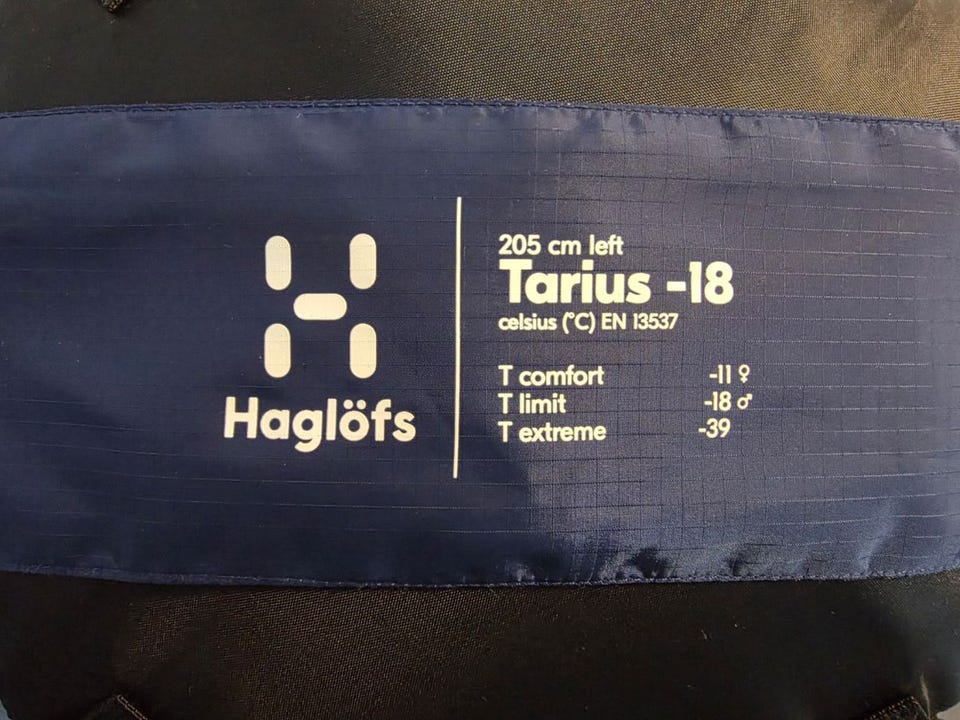 Haglöfs
205 cm left
Tarius -18
celsius (°C) EN 13537
T comfort -11 ♀
T limit -18 ♂
T extreme -39